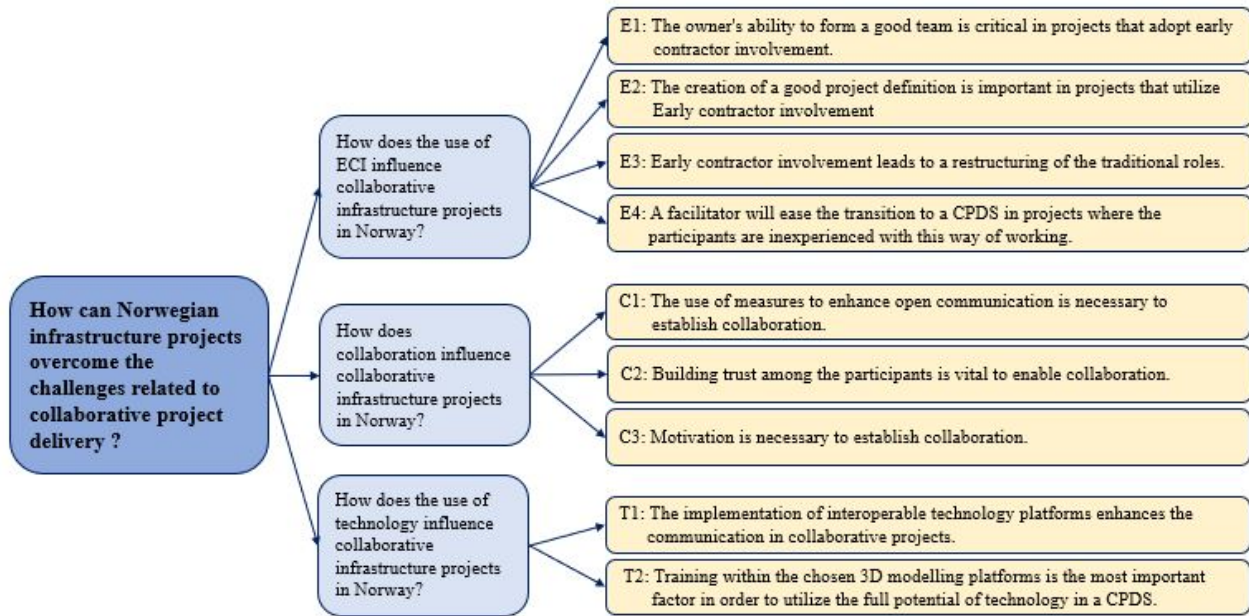 How can Norwegian
infrastructure projects
overcome the
challenges related to
collaborative project
delivery ?
How does the use of
ECI influence
collaborative
infrastructure projects
in Norway?
E1: The owner's ability to form a good team is critical in projects that adopt early
contractor involvement.
E2: The creation of a good project definition is important in projects that utilize
Early contractor involvement
E3: Early contractor involvement leads to a restructuring of the traditional roles.
E4: A facilitator will ease the transition to a CPDS in projects where the
participants are inexperienced with this way of working.
How does
collaboration influence
collaborative
infrastructure projects
in Norway?
C1: The use of measures to enhance open communication is necessary to
establish collaboration.
C2: Building trust among the participants is vital to enable collaboration.
C3: Motivation is necessary to establish collaboration.
How does the use of
technology influence
collaborative
infrastructure projects
in Norway?
T1: The implementation of interoperable technology platforms enhances the
communication in collaborative projects.
T2: Training within the chosen 3D modelling platforms is the most important
factor in order to utilize the full potential of technology in a CPDS.